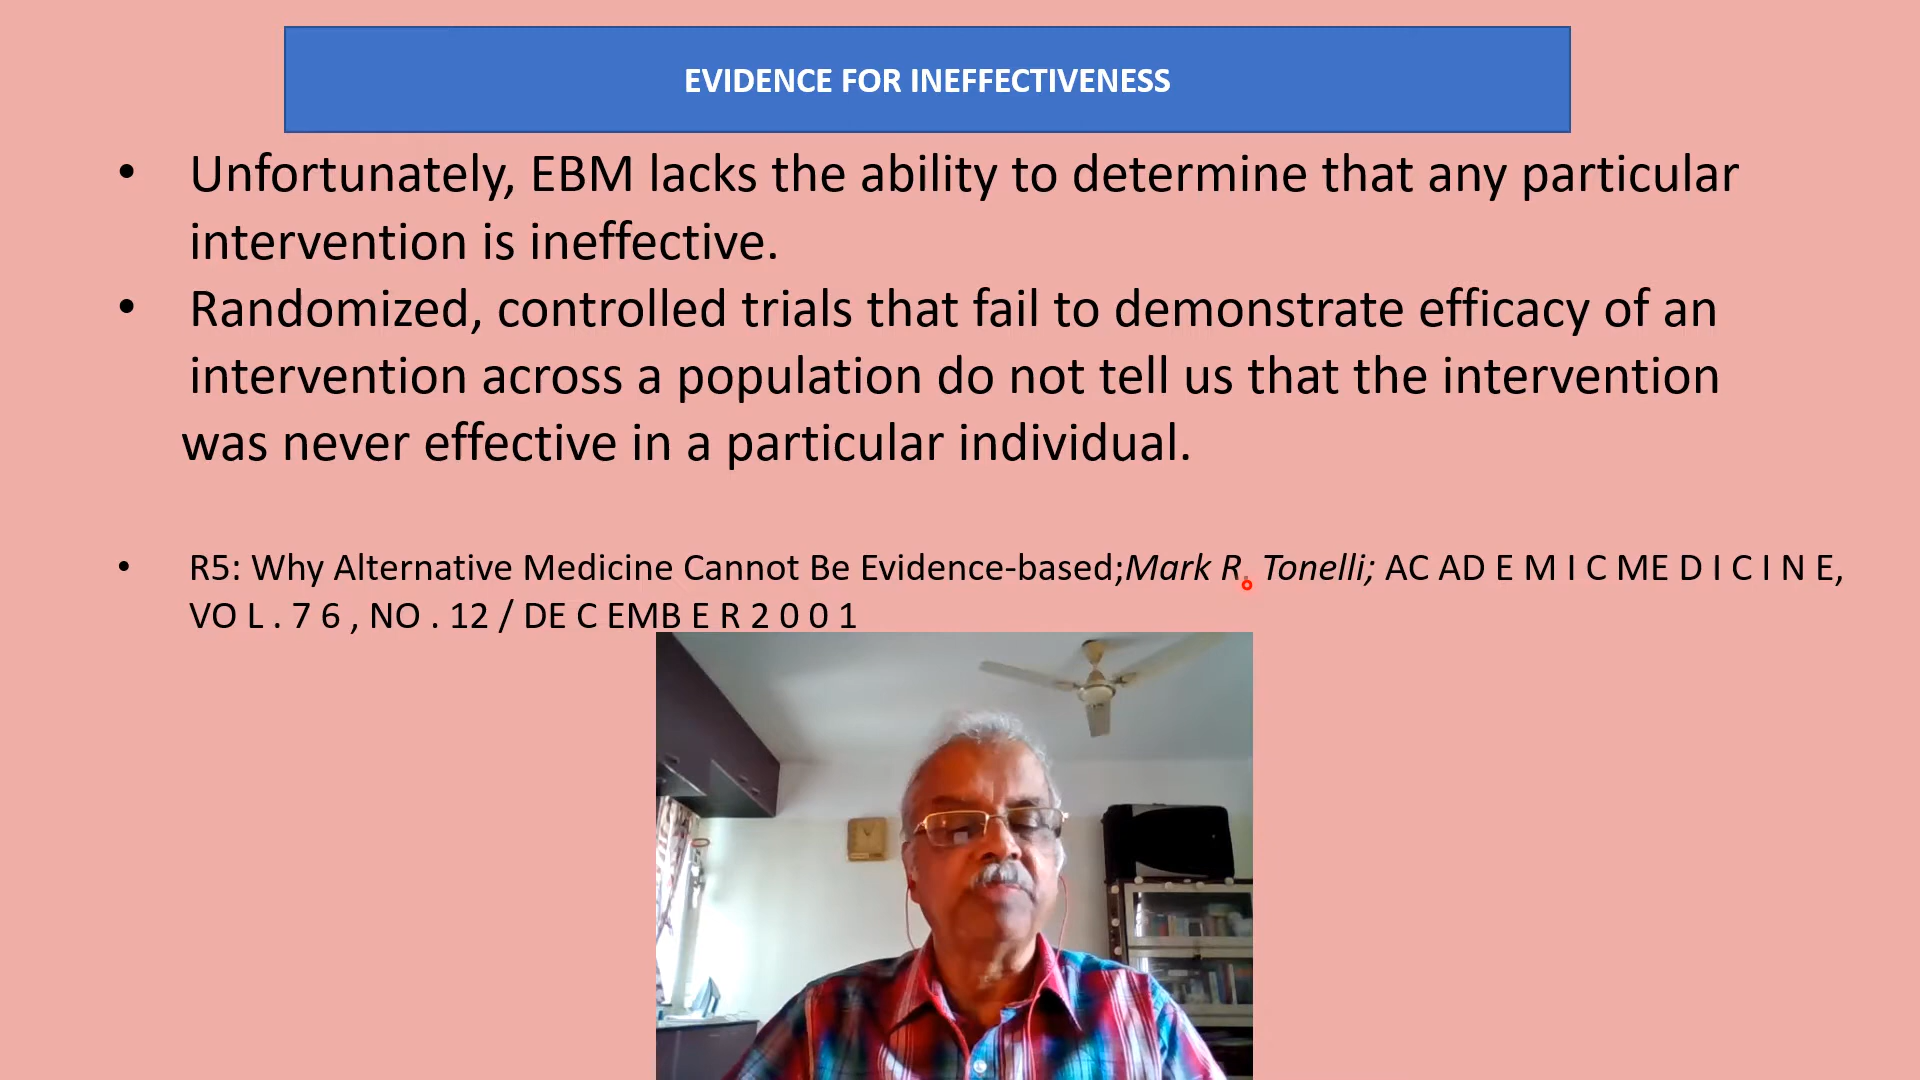 EVIDENCE FOR INEFFECTIVENESS
• Unfortunately, EBM lacks the ability to determine that any particular
intervention is ineffective.
• Randomized, controlled trials that fail to demonstrate efficacy of an
intervention across a population do not tell us that the intervention
was never effective in a particular individual.
• R5: Why Alternative Medicine Cannot Be Evidence-based;Mark R. Tonelli; AC AD E M I C ME D I C I N E,
VO L . 7 6 , NO . 12 / DE C EMB E R 2 0 0 1